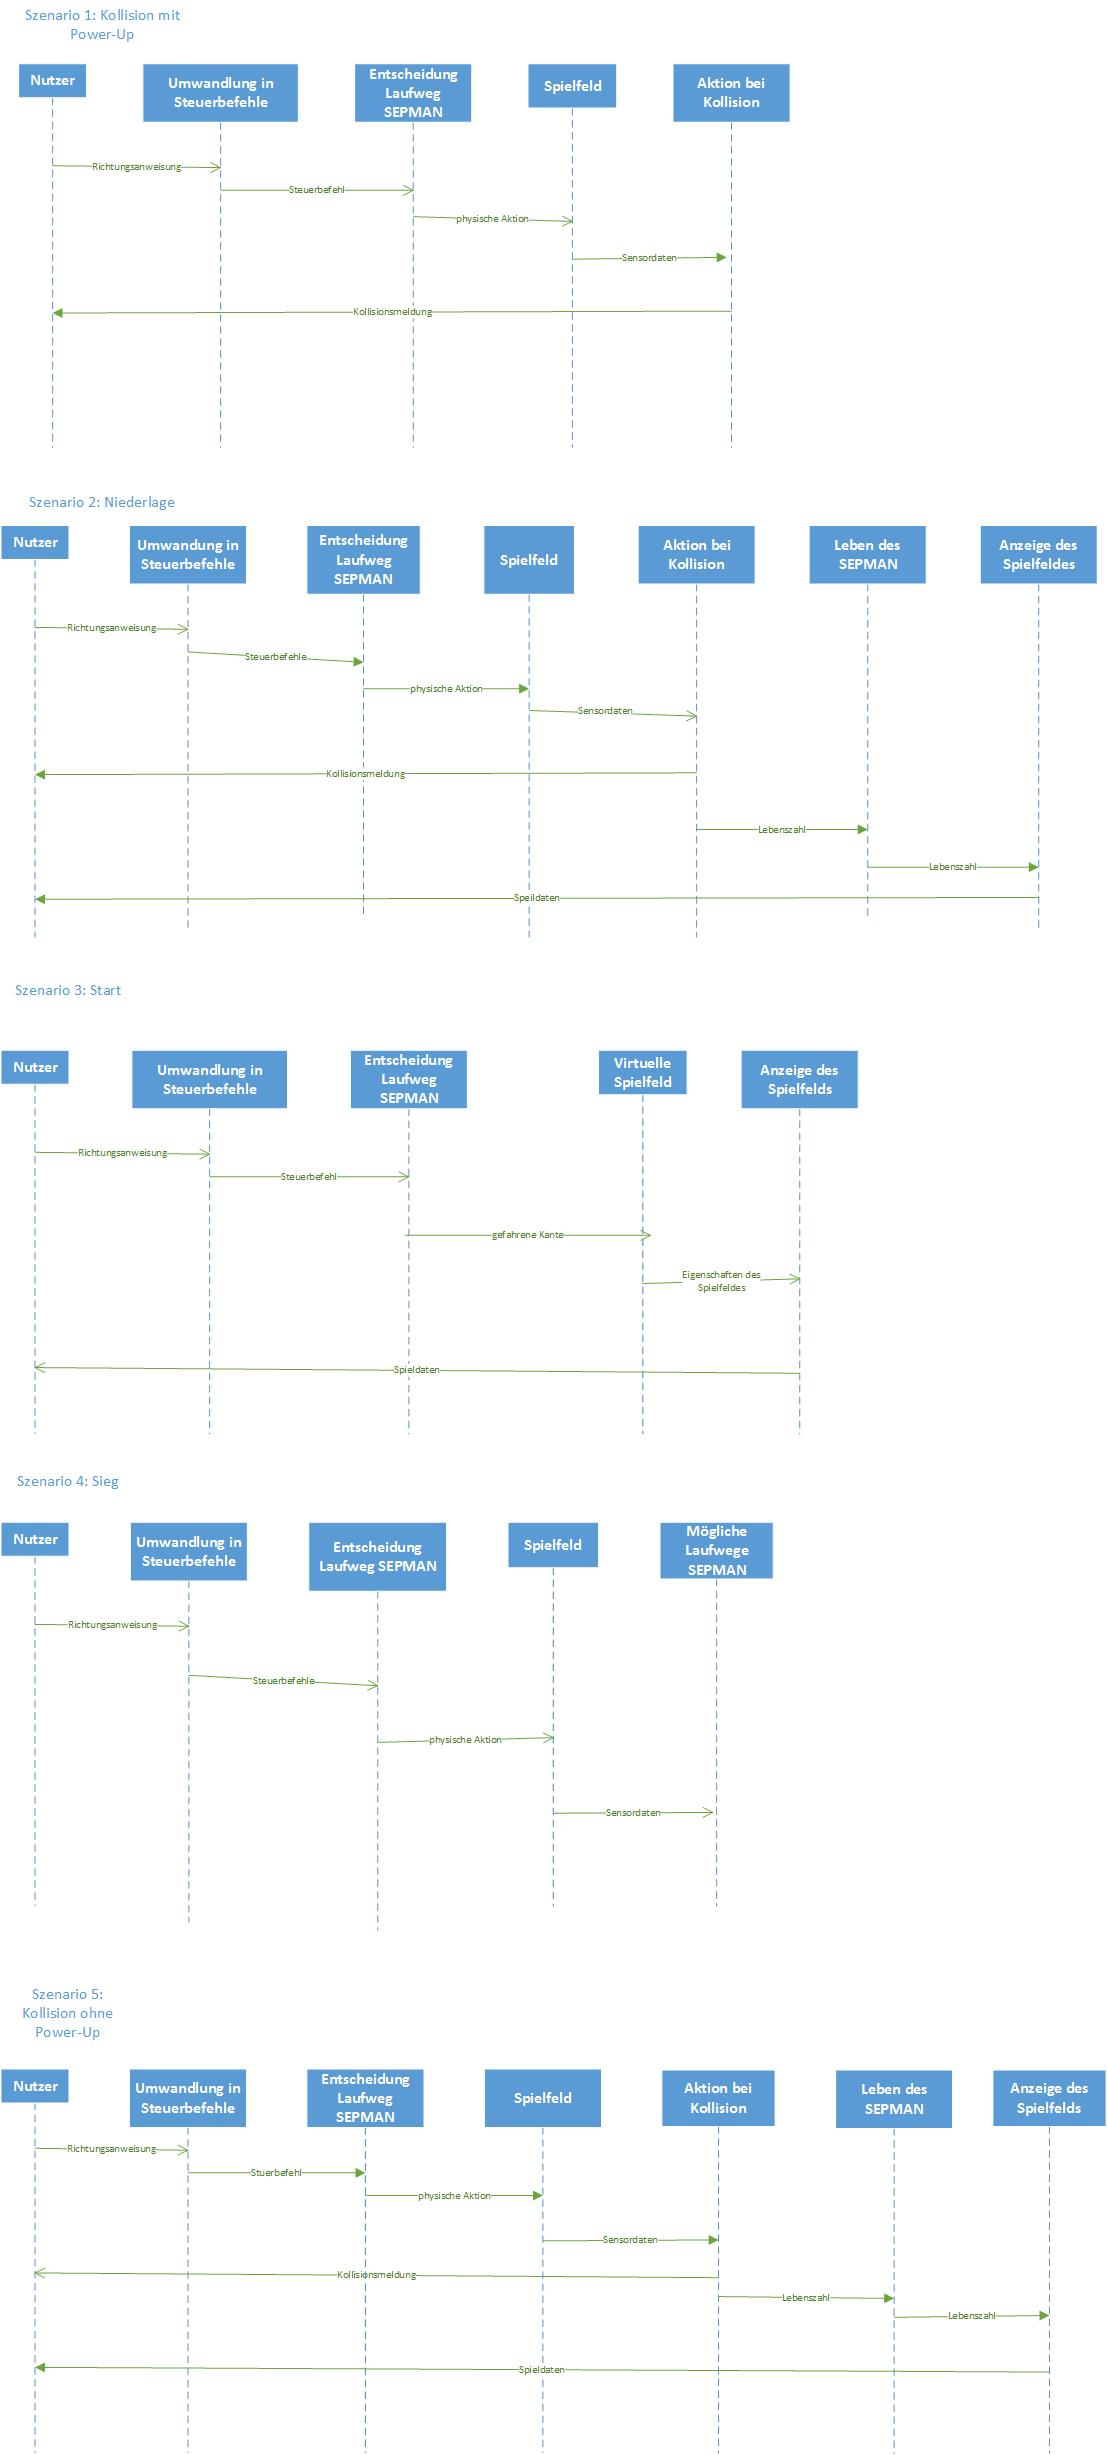 Szenario 1: Kollision mit
Power-Up
Nutzer
Umwandlung in
Steuerbefehle
Entscheidung
Laufweg
SEPMAN
Spielfeld
Aktion bei
Kollision
Richtungsanweisung
Steuerbefehl
physische Aktion
Sensordaten
Kollisionsmeldung
Szenario 2: Niederlage
Nutzer
Umwandung in
Steuerbefehle
Entscheidung
Laufweg
SEPMAN
Spielfeld
Aktion bei
Kollision
Leben des
SEPMAN
Anzeige des
Spielfeldes
Richtungsanweisung
Steuerbefehle
physische Aktion
Sensordaten
Kollisionsmeldung
Lebenszahl
Lebenszahl
Speildaten
Szenario 3: Start
Nutzer
Umwandlung in
Steuerbefehle
Entscheidung
Laufweg
SEPMAN
Virtuelle
Spielfeld
Anzeige des
Spielfelds
Richtungsanweisung
Steuerbefehl
gefahrene Kante
Eigenschaften des
Spielfeldes
Spieldaten
Szenario 4: Sieg
Nutzer
Umwandlung in
Steuerbefehle
Entscheidung
Laufweg SEPMAN
Spielfeld
Mögliche
Laufwege
SEPMAN
Richtungsanweisung
Steuerbefehle
physische Aktion
Sensordaten
Szenario 5:
Kollision ohne
Power-Up
Nutzer
Umwandlung in
Steuerbefehle
Entscheidung
Laufweg
SEPMAN
Spielfeld
Aktion bei
Kollision
Leben des
SEPMAN
Anzeige des
Spielfelds
Richtungsanweisung
Stuerbefehl
physische Aktion
Sensordaten
Kollisionsmeldung
Lebenszahl
Lebenszahl
Spieldaten